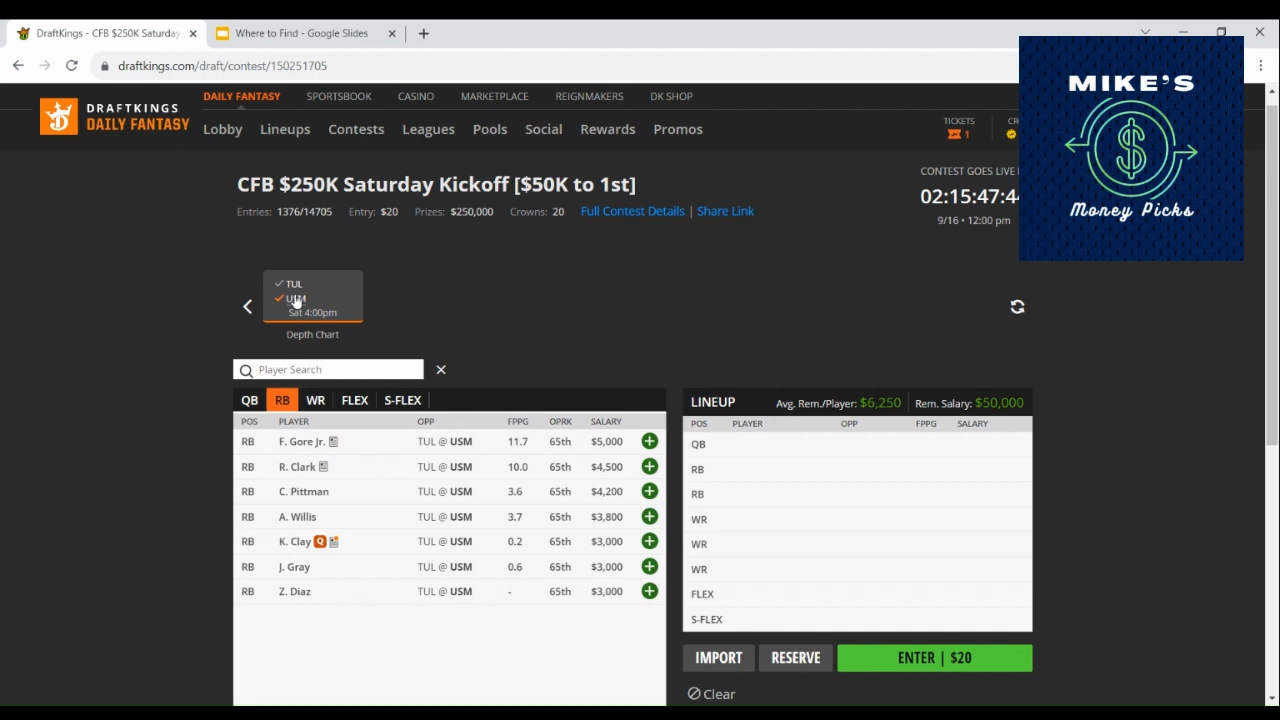 DraftKings - CFB $250K Saturday
Where to Find - Google Slides
draftkings.com/draft/contest/150251705
DRAFTKINGS
DAILY FANTASY
DAILY FANTASY SPORTSBOOK CASINO MARKETPLACE REIGNMAKERS DK SHOP
Lobby Lineups Contests Leagues Pools Social Rewards Promos
TICKETS
1
MIKE'S
$
Money Picks
CFB $250K Saturday Kickoff [$50K to 1st]
Entries: 1376/14705 Entry: $20 Prizes: $250,000 Crowns: 20 Full Contest Details | Share Link
CONTEST GOES LIVE
02:15:47:4
9/16 • 12:00 pm
TUL
USM
Sat 4:00pm
Depth Chart
Player Search
QB RB WR FLEX S-FLEX
POS PLAYER OPP FPPG OPRK SALARY
RB F. Gore Jr. TUL @ USM 11.7 65th $5,000
RB R. Clark TUL @ USM 10.0 65th $4,500
RB C. Pittman TUL @ USM 3.6 65th $4,200
RB A. Willis TUL @ USM 3.7 65th $3,800
RB K. Clay Q TUL @ USM 0.2 65th $3,000
RB J. Gray TUL @ USM 0.6 65th $3,000
RB Z. Diaz TUL @ USM - 65th $3,000
LINEUP Avg. Rem./Player: $6,250 Rem. Salary: $50,000
POS PLAYER OPP FPPG SALARY
QB
RB
RB
WR
WR
WR
FLEX
S-FLEX
IMPORT RESERVE ENTER | $20
Clear